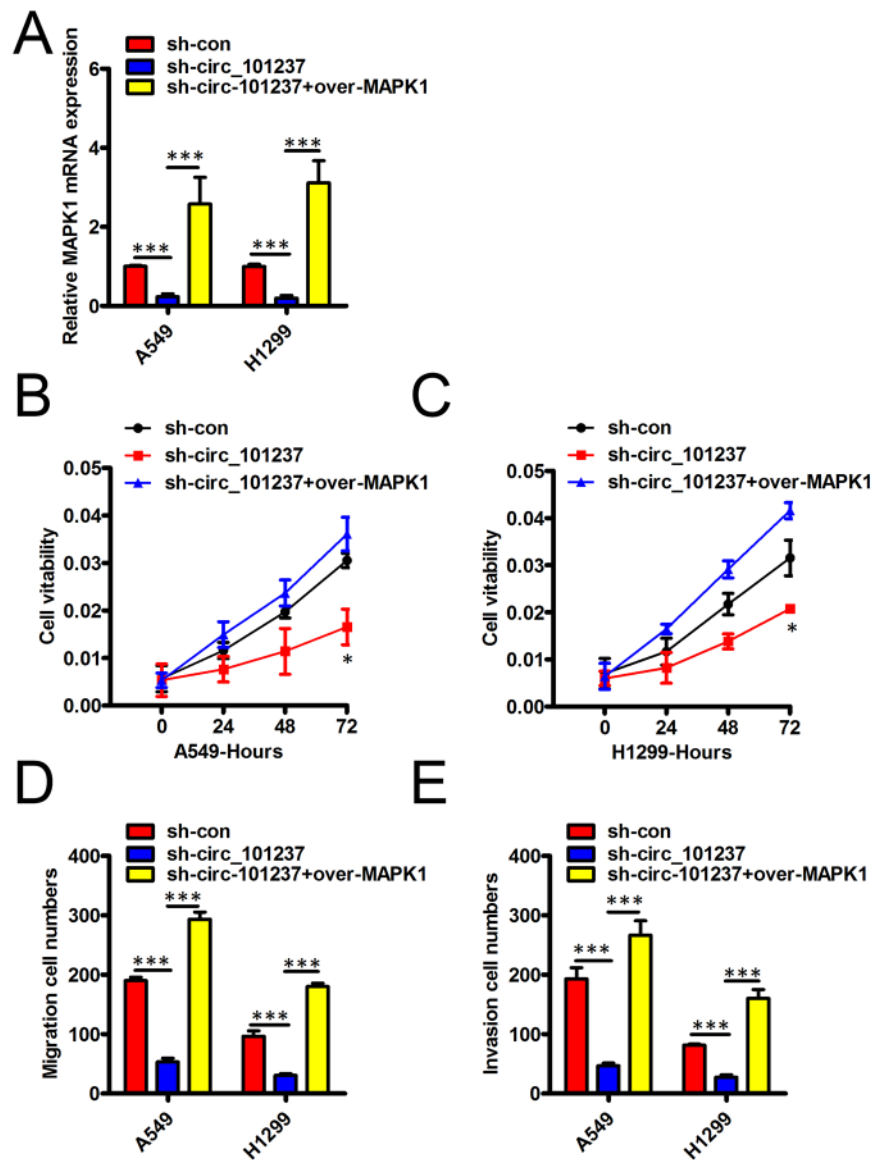 A
sh-con
sh-circ_101237
sh-circ-101237+over-MAPK1
Relative MAPK1 mRNA expression
6
4
2
0
***
***
***
***
A549
H1299
B
sh-con
sh-circ_101237
sh-circ_101237+over-MAPK1
Cell vitability
0.05
0.04
0.03
0.02
0.01
0.00
*
0 24 48 72
A549-Hours
C
sh-con
sh-circ_101237
sh-circ_101237+over-MAPK1
Cell vitability
0.05
0.04
0.03
0.02
0.01
0.00
*
0 24 48 72
H1299-Hours
D
sh-con
sh-circ_101237
sh-circ-101237+over-MAPK1
Migration cell numbers
400
300
200
100
0
***
***
***
***
A549
H1299
E
sh-con
sh-circ_101237
sh-circ-101237+over-MAPK1
Invasion cell numbers
400
300
200
100
0
***
***
***
***
A549
H1299